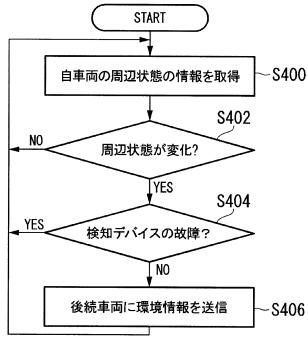 START
自車両の周辺状態の情報を取得
S400
S402
周辺状態が変化?
NO
YES
S404
検知デバイスの故障?
YES
NO
後続車両に環境情報を送信
S406